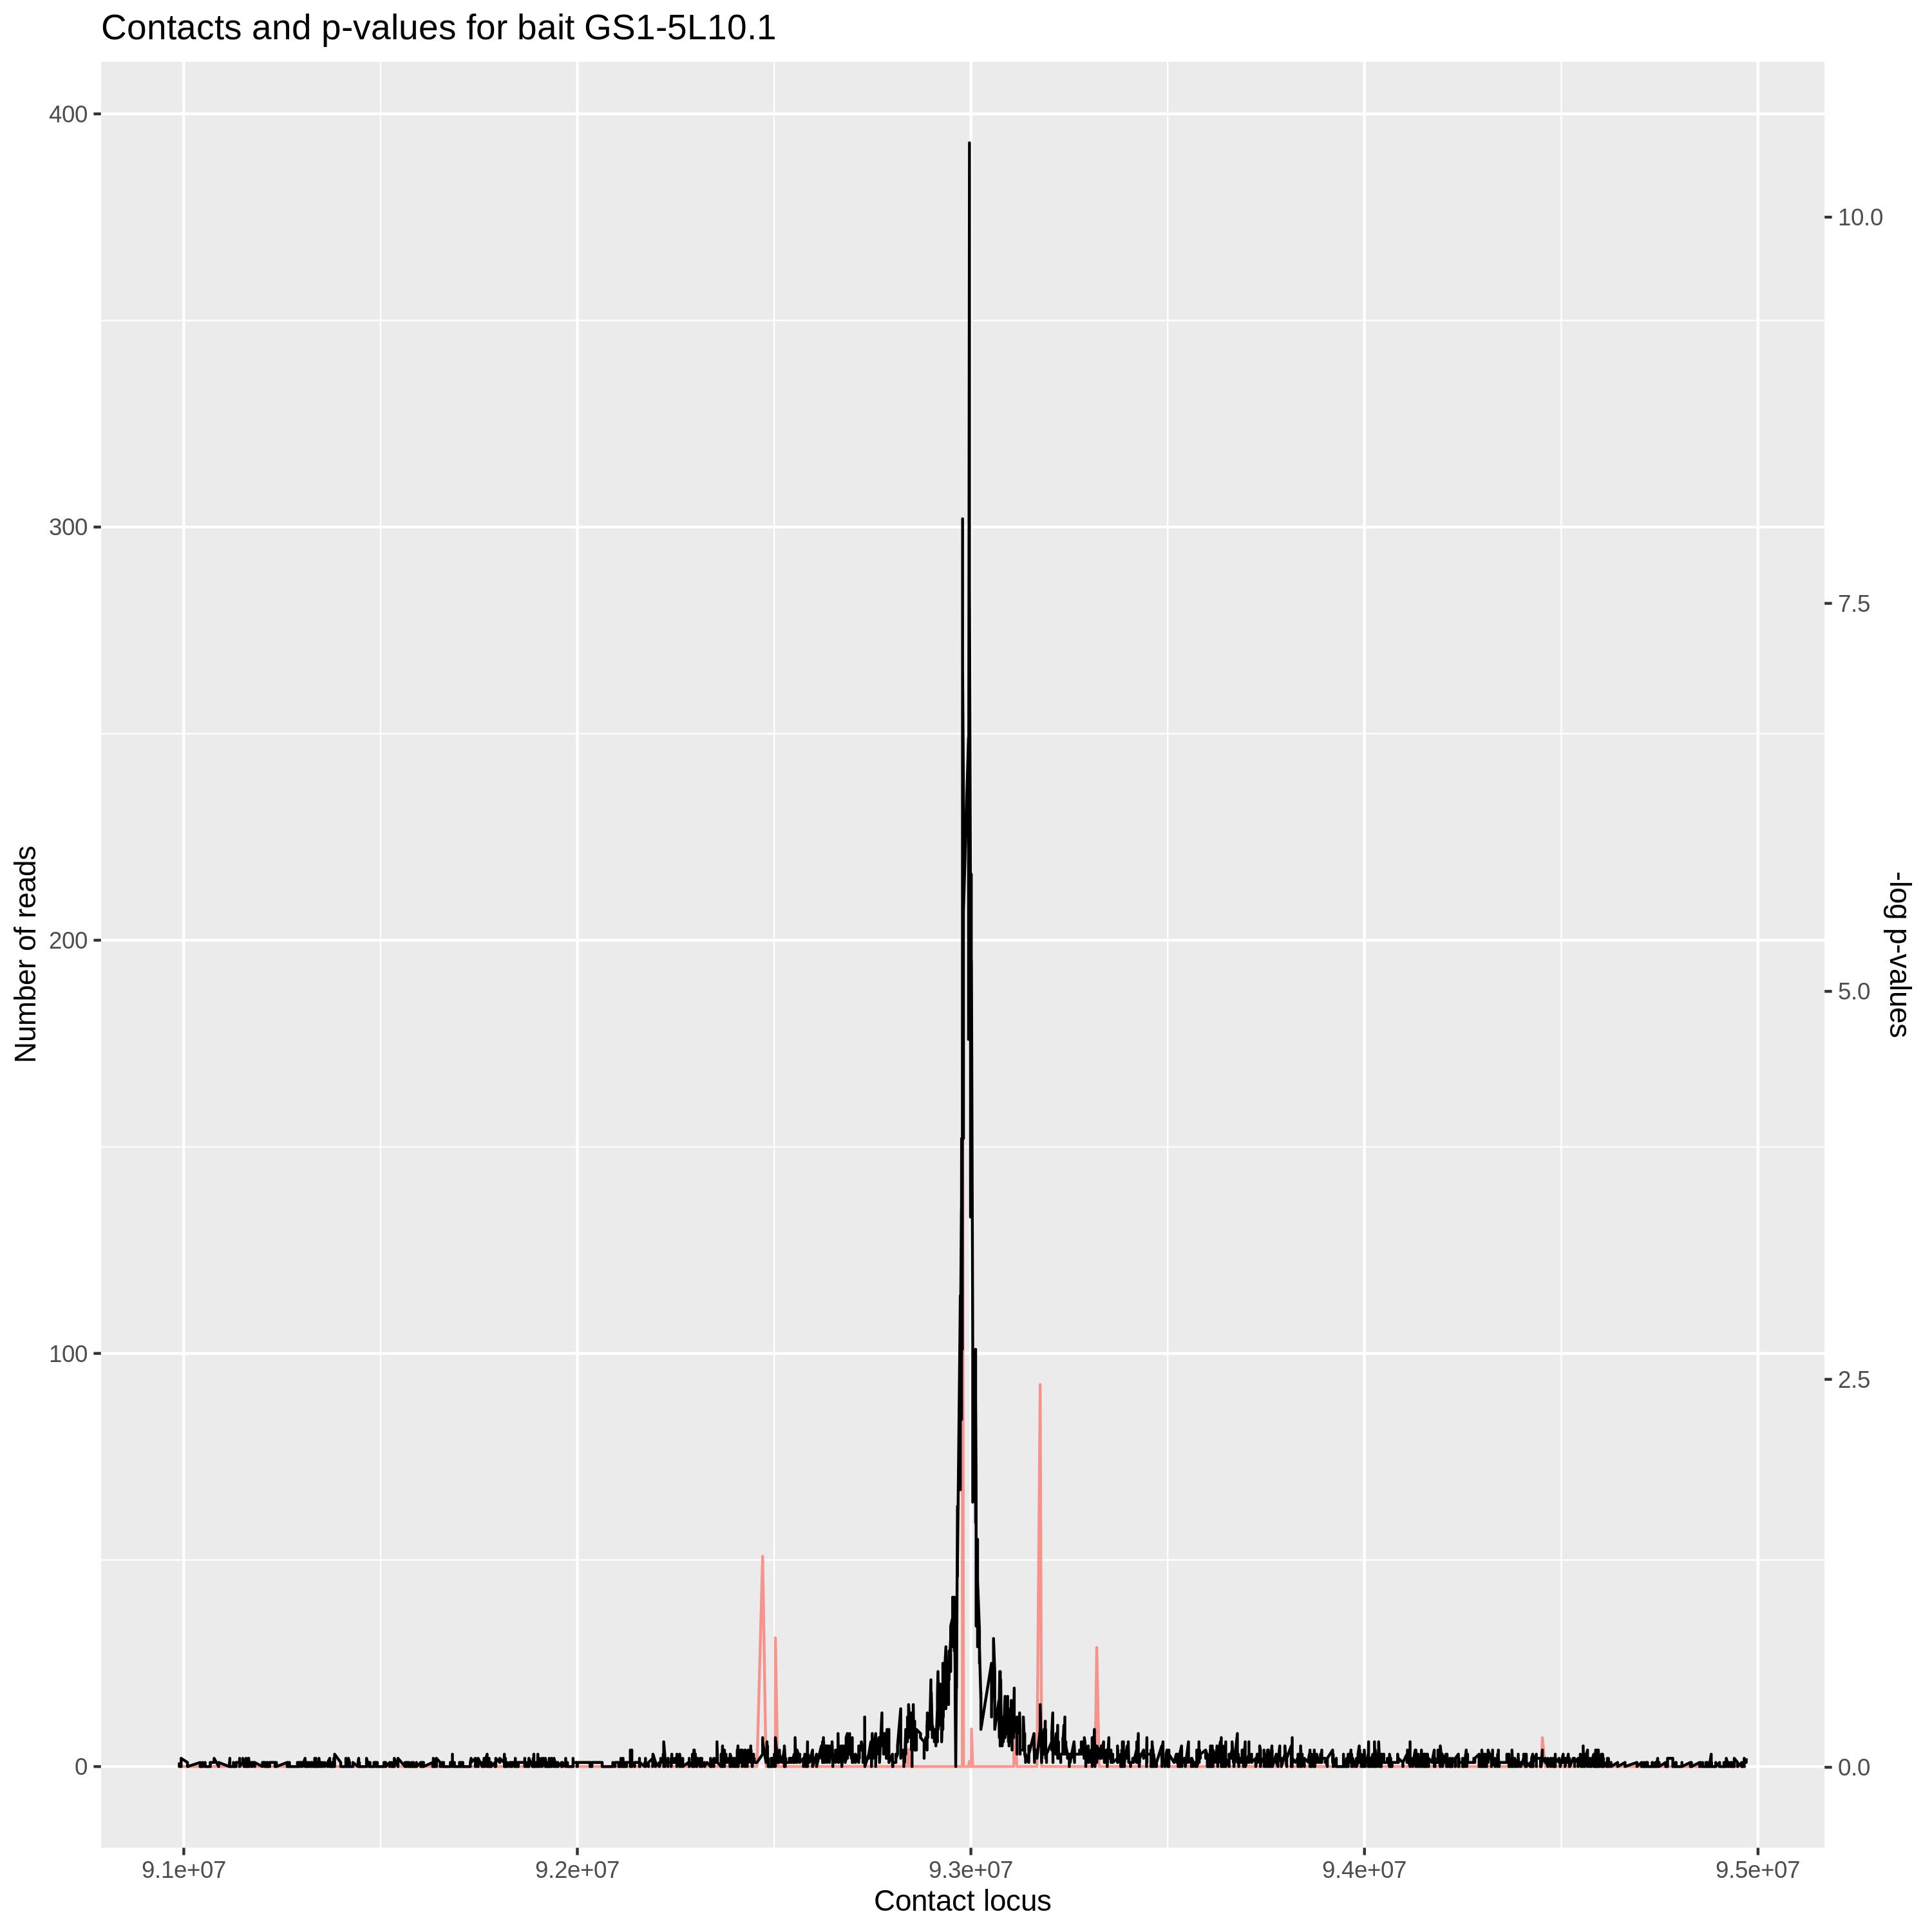 Contacts and p-values for bait GS1-5L10.1
400
300
200
100
0
Number of reads
10.0
7.5
5.0
2.5
0.0
-log p-values
9.1e+07
9.2e+07
9.3e+07
9.4e+07
9.5e+07
Contact locus